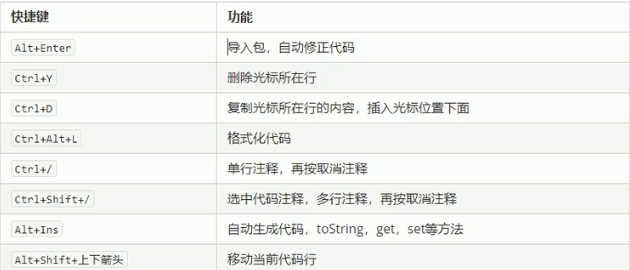 快捷键 功能
Alt+Enter 导入包，自动修正代码
Ctrl+Y 删除光标所在行
Ctrl+D 复制光标所在行的内容，插入光标位置下面
Ctrl+Alt+L 格式化代码
Ctrl+/ 单行注释，再按取消注释
Ctrl+Shift+/ 选中代码注释，多行注释，再按取消注释
Alt+Ins 自动生成代码，toString，get，set等方法
Alt+Shift+上下箭头 移动当前代码行